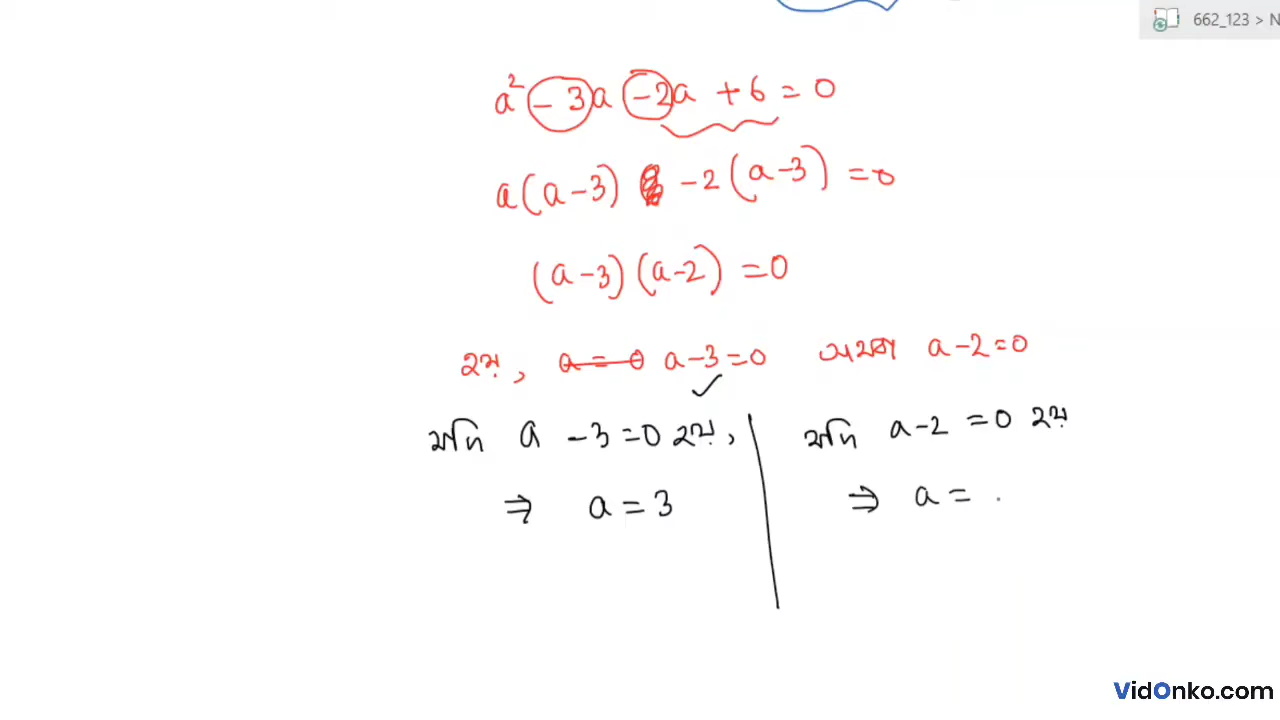 662_123 > N
a² - 3a - 2a + 6 = 0
a(a-3) -2(a-3) = 0
(a-3)(a-2) = 0
হয়, a = 0 a-3=0 অথবা a-2=0
যদি a -3=0 হয়, যদি a-2 =0 হয়
⇒ a = 3 ⇒ a =
VidOnko.com